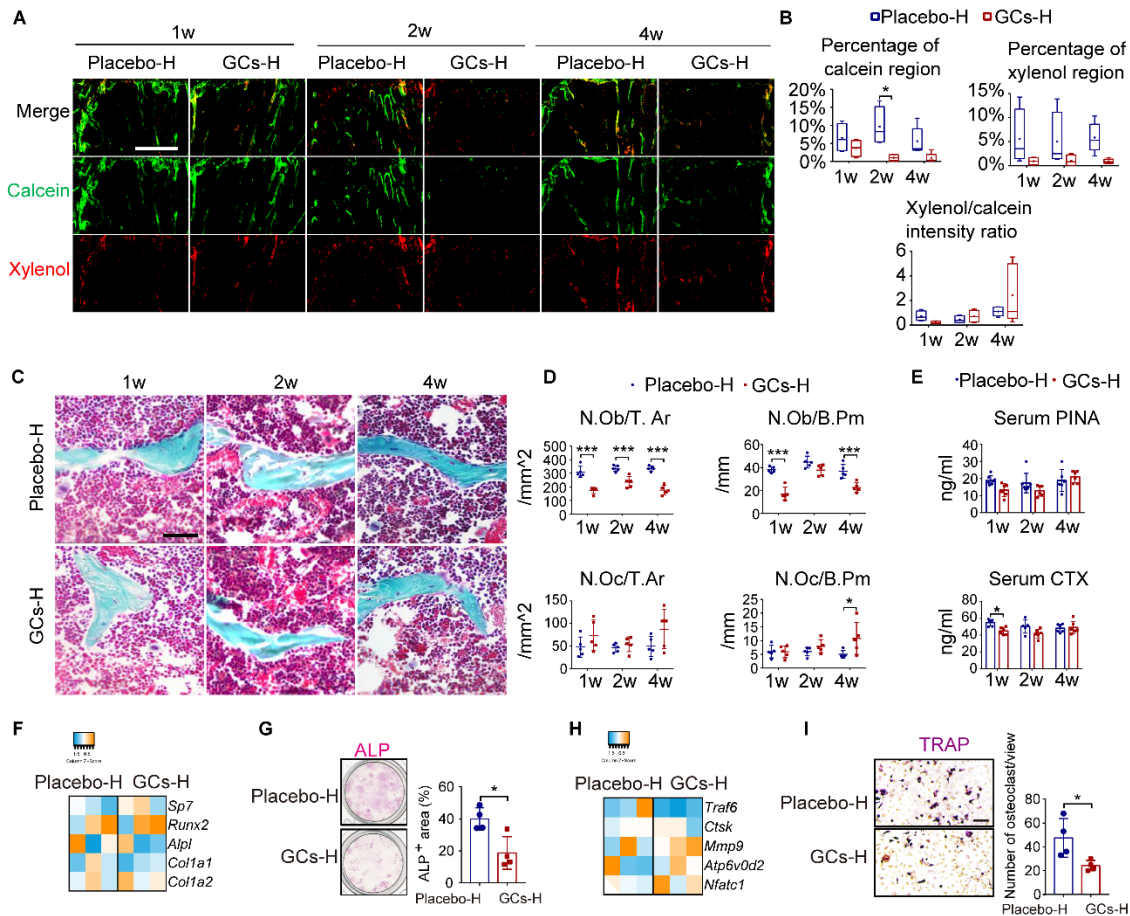 A
1w
2w
4w
Placebo-H
GCs-H
Placebo-H
GCs-H
Placebo-H
GCs-H
Merge
Calcein
Xylenol
B
Placebo-H
GCs-H
Percentage of
calcein region
20%
15%
10%
5%
0%
*
1w
2w
4w
Percentage of
xylenol region
15%
10%
5%
0%
1w
2w
4w
Xylenol/calcein
intensity ratio
6
4
2
0
1w
2w
4w
C
1w
2w
4w
Placebo-H
GCs-H
D
Placebo-H
GCs-H
N.Ob/T. Ar
/mm^2
400
300
200
100
0
***
***
***
1w
2w
4w
N.Ob/B.Pm
/mm
60
40
20
0
***
***
1w
2w
4w
N.Oc/T.Ar
/mm^2
150
100
50
0
1w
2w
4w
N.Oc/B.Pm
/mm
25
20
15
10
5
0
*
1w
2w
4w
E
Placebo-H
GCs-H
Serum PINA
ng/ml
40
30
20
10
0
1w
2w
4w
Serum CTX
ng/ml
100
80
60
40
20
0
*
1w
2w
4w
F
Column Z-Score
Placebo-H
GCs-H
Sp7
Runx2
Alpl
Col1a1
Col1a2
G
ALP
Placebo-H
GCs-H
ALP+ area (%)
60
40
20
0
*
Placebo-H
GCs-H
H
Column Z-Score
Placebo-H
GCs-H
Traf6
Ctsk
Mmp9
Atp6v0d2
Nfatc1
I
TRAP
Placebo-H
GCs-H
Number of osteoclast/view
80
60
40
20
0
*
Placebo-H
GCs-H